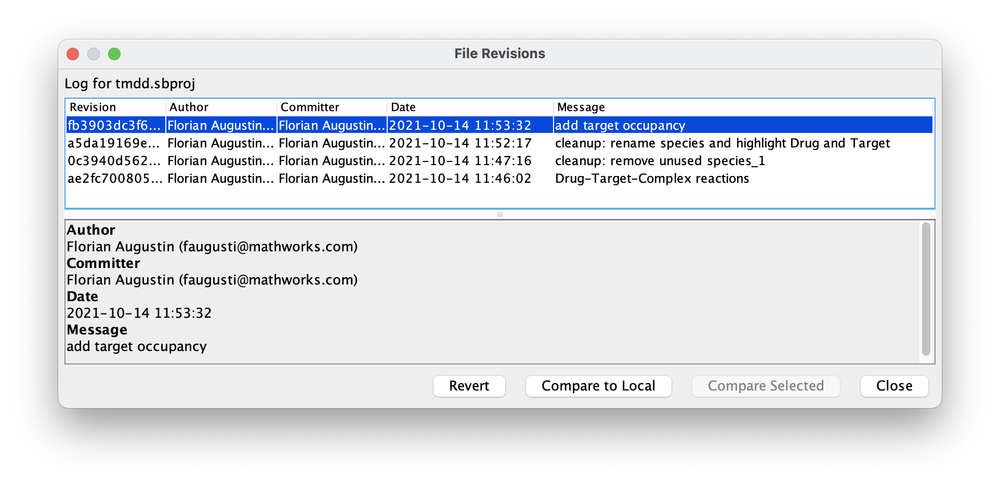 File Revisions
Log for tmdd.sbproj
Revision Author Committer Date Message
fb3903dc3f6... Florian Augustin... Florian Augustin... 2021-10-14 11:53:32 add target occupancy
a5da19169e... Florian Augustin... Florian Augustin... 2021-10-14 11:52:17 cleanup: rename species and highlight Drug and Target
0c3940d562... Florian Augustin... Florian Augustin... 2021-10-14 11:47:16 cleanup: remove unused species_1
ae2fc700805... Florian Augustin... Florian Augustin... 2021-10-14 11:46:02 Drug-Target-Complex reactions
Author
Florian Augustin (faugusti@mathworks.com)
Committer
Florian Augustin (faugusti@mathworks.com)
Date
2021-10-14 11:53:32
Message
add target occupancy
Revert Compare to Local Compare Selected Close